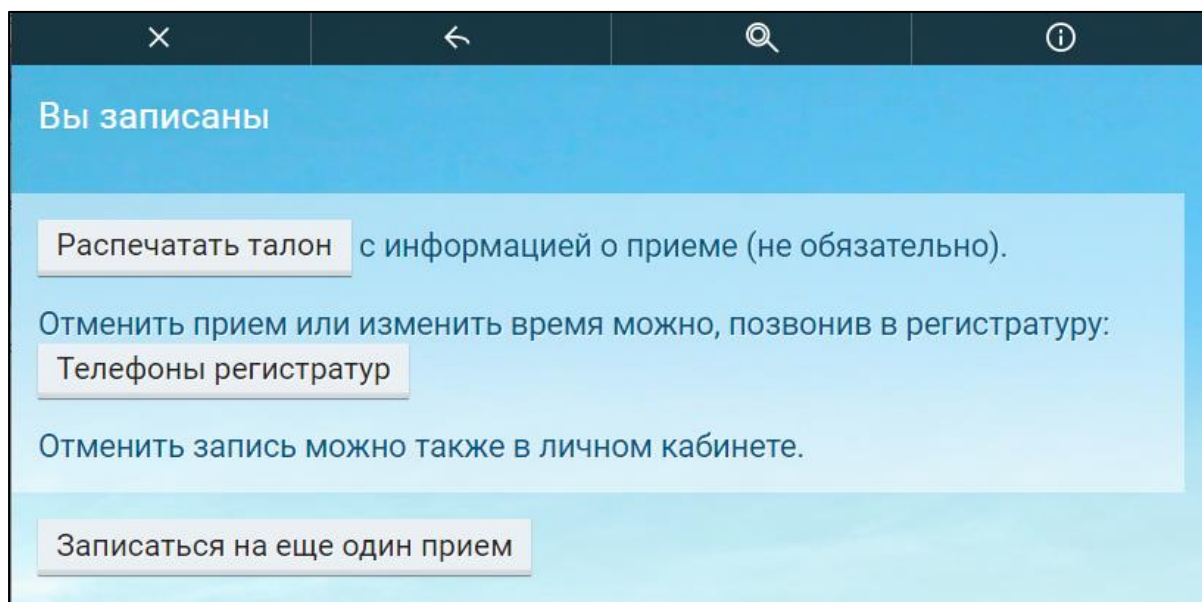 Вы записаны
Распечатать талон с информацией о приеме (не обязательно).
Отменить прием или изменить время можно, позвонив в регистратуру:
Телефоны регистратур
Отменить запись можно также в личном кабинете.
Записаться на еще один прием